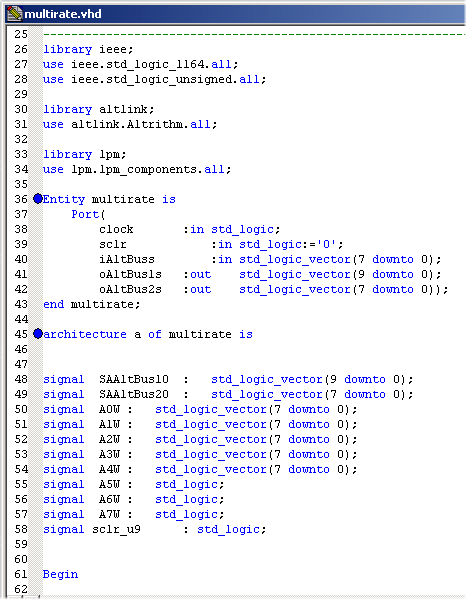 multirate.vhd
25 --------------------------------------------------------------
26 library ieee;
27 use ieee.std_logic_1164.all;
28 use ieee.std_logic_unsigned.all;
29
30 library altlink;
31 use altlink.Altrithm.all;
32
33 library lpm;
34 use lpm.lpm_components.all;
35
36 Entity multirate is
37     Port(
38         clock       :in std_logic;
39         sclr            :in std_logic:='0';
40         iAltBuss        :in std_logic_vector(7 downto 0);
41         oAltBus1s   :out    std_logic_vector(9 downto 0);
42         oAltBus2s   :out    std_logic_vector(7 downto 0));
43 end multirate;
44
45 architecture a of multirate is
46
47
48 signal  SAAltBus10  :   std_logic_vector(9 downto 0);
49 signal  SAAltBus20  :   std_logic_vector(7 downto 0);
50 signal  A0W :   std_logic_vector(7 downto 0);
51 signal  A1W :   std_logic_vector(7 downto 0);
52 signal  A2W :   std_logic_vector(7 downto 0);
53 signal  A3W :   std_logic_vector(7 downto 0);
54 signal  A4W :   std_logic_vector(7 downto 0);
55 signal  A5W :   std_logic;
56 signal  A6W :   std_logic;
57 signal  A7W :   std_logic;
58 signal sclr_u9      : std_logic;
59
60
61 Begin
62